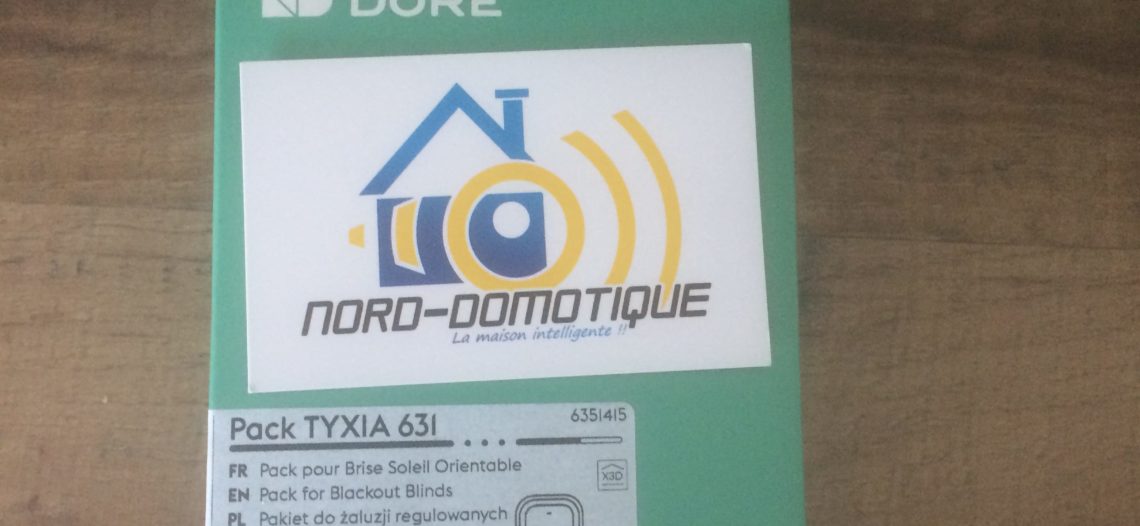 DORE
NORD-DOMOTIQUE
La maison intelligente !!
Pack TYXIA 631
6351415
FR Pack pour Brise Soleil Orientable
X3D
EN Pack for Blackout Blinds
PL Pakiet do żaluzji regulowanych